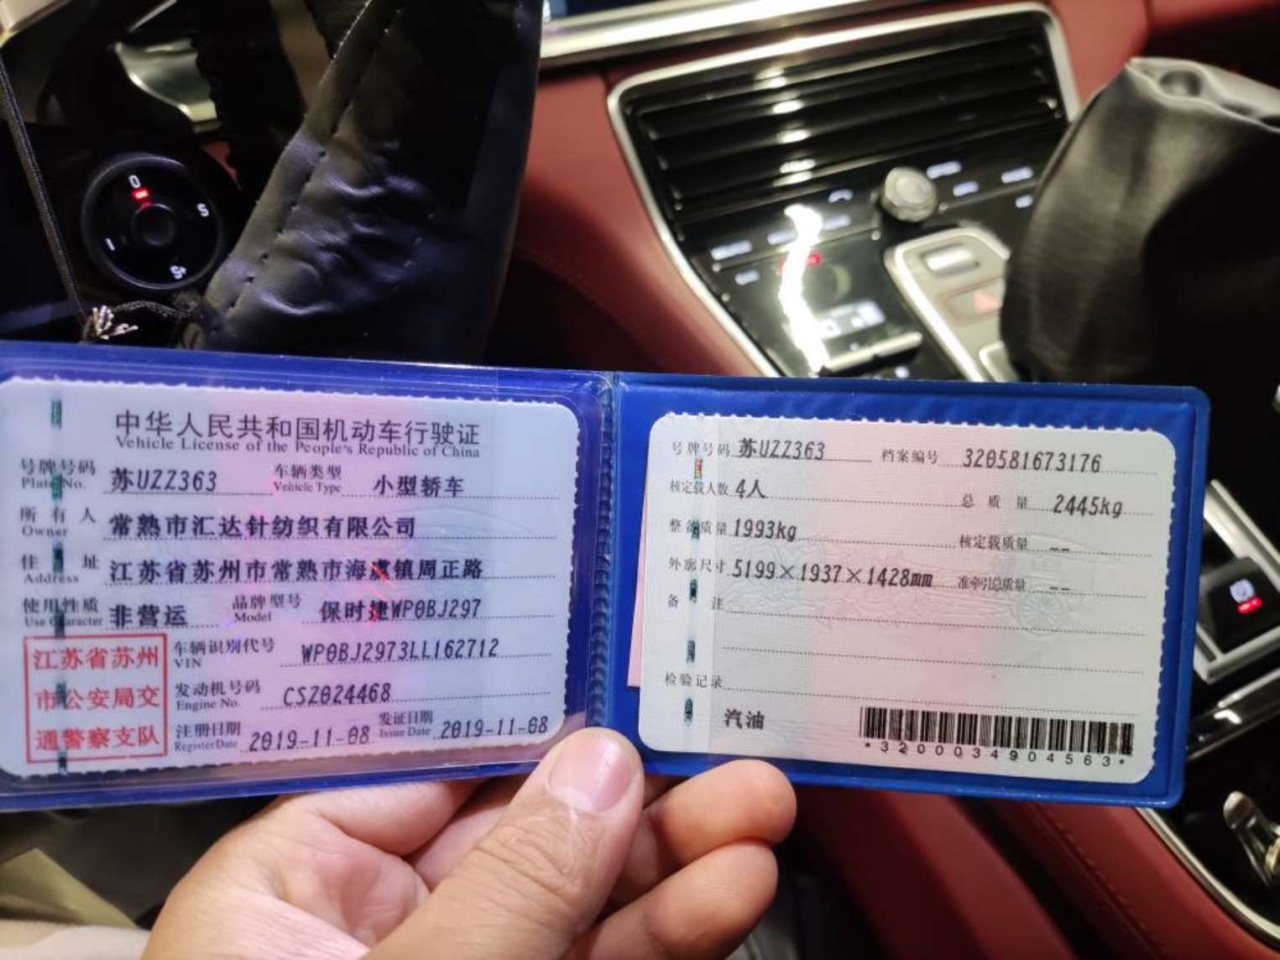 中华人民共和国机动车行驶证
Vehicle License of the People's Republic of China
号牌号码 苏UZZ363 车辆类型 小型轿车
Plate No. Vehicle Type
所有人 常熟市汇达针纺织有限公司
Owner
住址 江苏省苏州市常熟市海虞镇周正路
Address
使用性质 非营运 品牌型号 保时捷WP0BJ297
Use Character Model
车辆识别代号 WP0BJ2973LL162712
VIN
发动机号码 CSZ024468
Engine No.
注册日期 2019-11-08 发证日期 2019-11-08
Register Date Issue Date
江苏省苏州
市公安局交
通警察支队
号牌号码 苏UZZ363 档案编号 320581673176
核定载人数 4人 总质量 2445kg
整备质量 1993kg 核定载质量 --
外廓尺寸 5199×1937×1428mm 准牵引总质量 --
备注
检验记录
汽油
*3200034904563*
0
S
S+
I